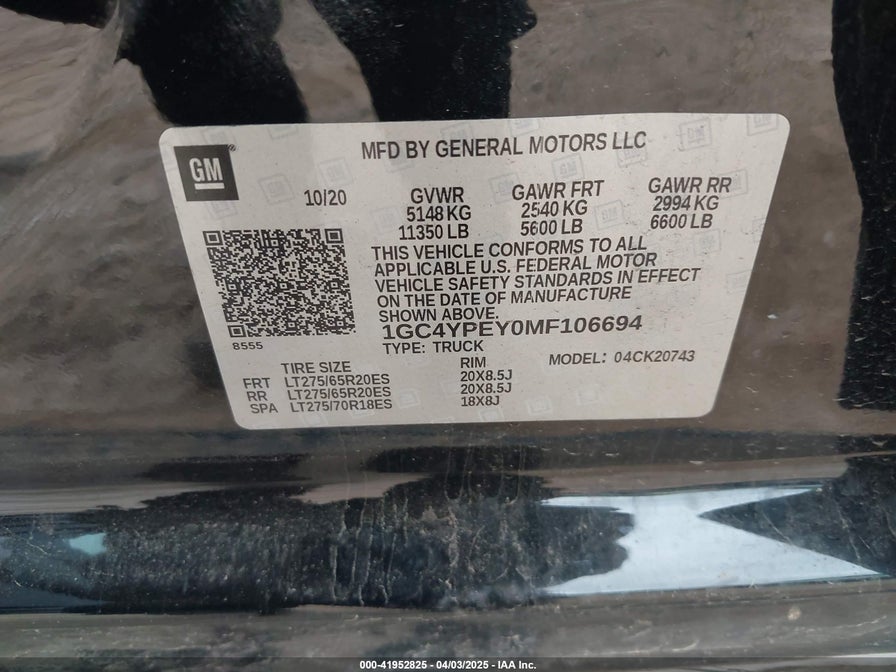 GM
MFD BY GENERAL MOTORS LLC
10/20
GVWR
5148 KG
11350 LB
GAWR FRT
2540 KG
5600 LB
GAWR RR
2994 KG
6600 LB
THIS VEHICLE CONFORMS TO ALL
APPLICABLE U.S. FEDERAL MOTOR
VEHICLE SAFETY STANDARDS IN EFFECT
ON THE DATE OF MANUFACTURE
SHOWN ABOVE.
1GC4YPEY0MF106694
8555
TYPE: TRUCK
MODEL: 04CK20743
TIRE SIZE RIM
FRT LT275/65R20ES 20X8.5J
RR LT275/65R20ES 20X8.5J
SPA LT275/70R18ES 18X8J
000-41952825 - 04/03/2025 - IAA Inc.